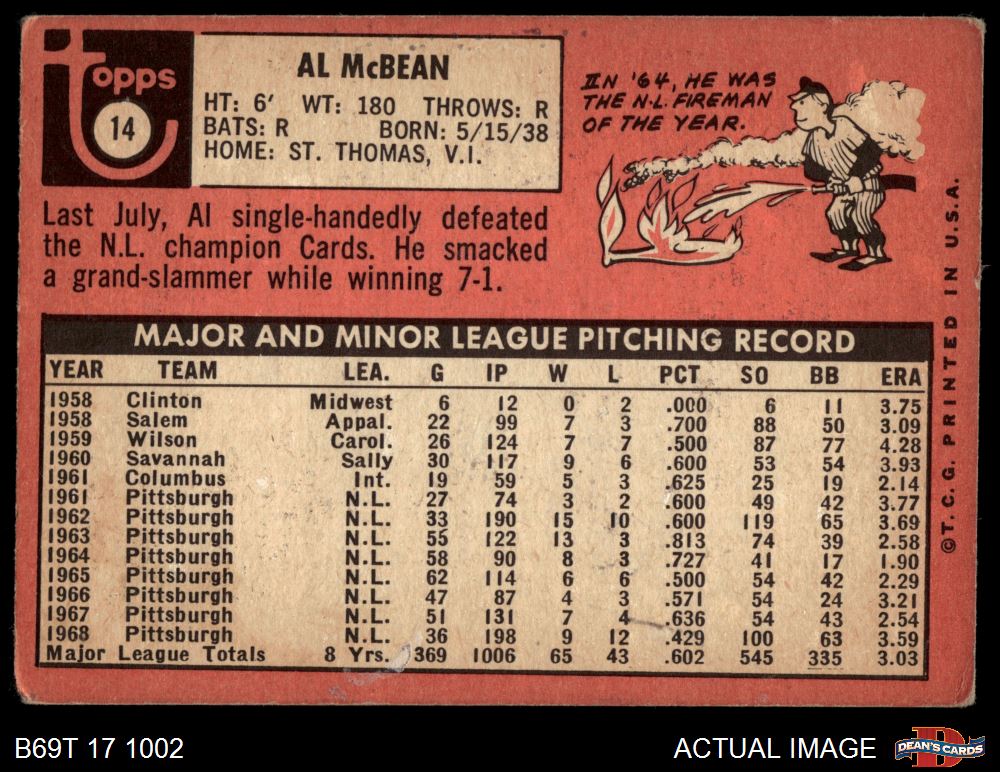 topps
14
AL McBEAN
HT: 6' WT: 180 THROWS: R
BATS: R BORN: 5/15/38
HOME: ST. THOMAS, V.I.
IN '64, HE WAS
THE N.L. FIREMAN
OF THE YEAR.
Last July, Al single-handedly defeated
the N.L. champion Cards. He smacked
a grand-slammer while winning 7-1.
MAJOR AND MINOR LEAGUE PITCHING RECORD
YEAR TEAM LEA. G IP W L PCT SO BB ERA
1958 Clinton Midwest 6 12 0 2 .000 6 11 3.75
1958 Salem Appal. 22 99 7 3 .700 88 50 3.09
1959 Wilson Carol. 26 124 7 7 .500 87 77 4.28
1960 Savannah Sally 30 117 9 6 .600 53 54 3.93
1961 Columbus Int. 19 59 5 3 .625 25 19 2.14
1961 Pittsburgh N.L. 27 74 3 2 .600 49 42 3.77
1962 Pittsburgh N.L. 33 190 15 10 .600 119 65 3.69
1963 Pittsburgh N.L. 55 122 13 3 .813 74 39 2.58
1964 Pittsburgh N.L. 58 90 8 3 .727 41 17 1.90
1965 Pittsburgh N.L. 62 114 6 6 .500 54 42 2.29
1966 Pittsburgh N.L. 47 87 4 3 .571 54 24 3.21
1967 Pittsburgh N.L. 51 131 7 4 .636 54 43 2.54
1968 Pittsburgh N.L. 36 198 9 12 .429 100 63 3.59
Major League Totals 8 Yrs. 369 1006 65 43 .602 545 335 3.03
©T.C.G. PRINTED IN U.S.A.
B69T 17 1002
ACTUAL IMAGE
DEAN'S CARDS